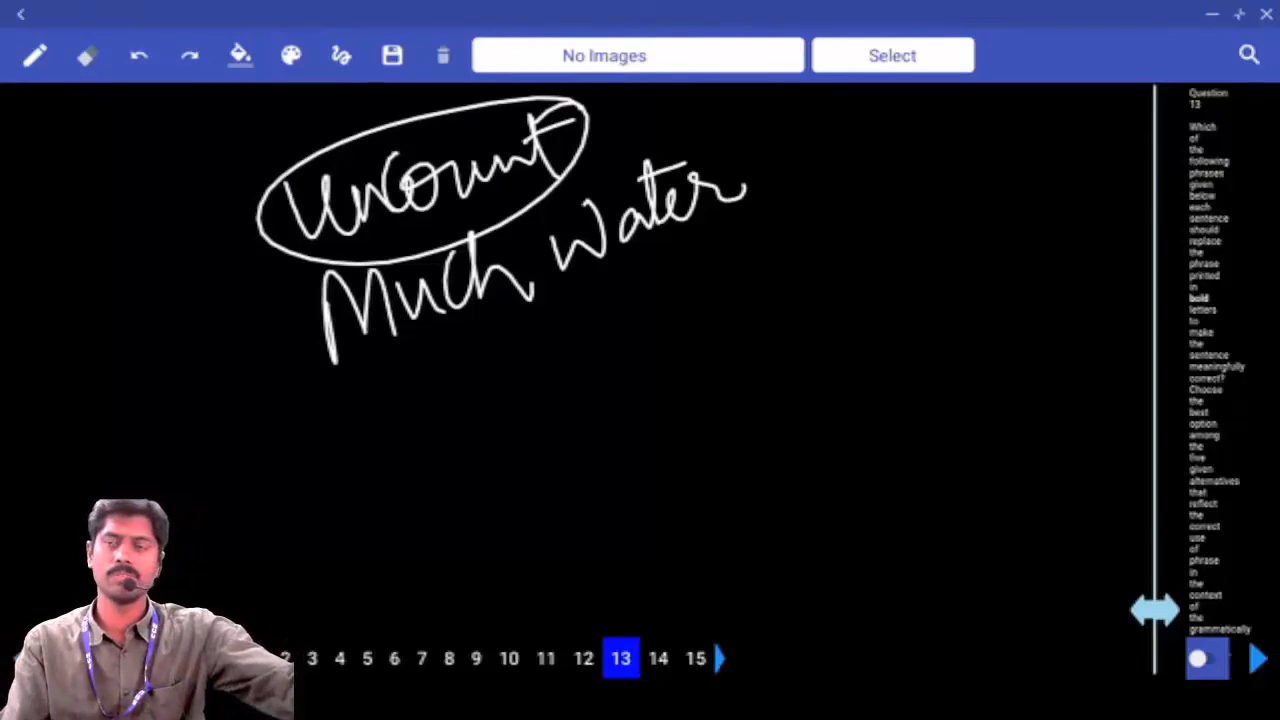 No Images
Select
Uncount
Much Water
Question
13
Which
of
the
following
phrases
given
below
each
sentence
should
replace
the
phrase
printed
in
bold
letters
to
make
the
sentence
meaningfully
correct?
Choose
the
best
option
among
the
five
given
alternatives
that
reflect
the
correct
use
of
phrase
in
the
context
of
the
grammatically
2 3 4 5 6 7 8 9 10 11 12 13 14 15